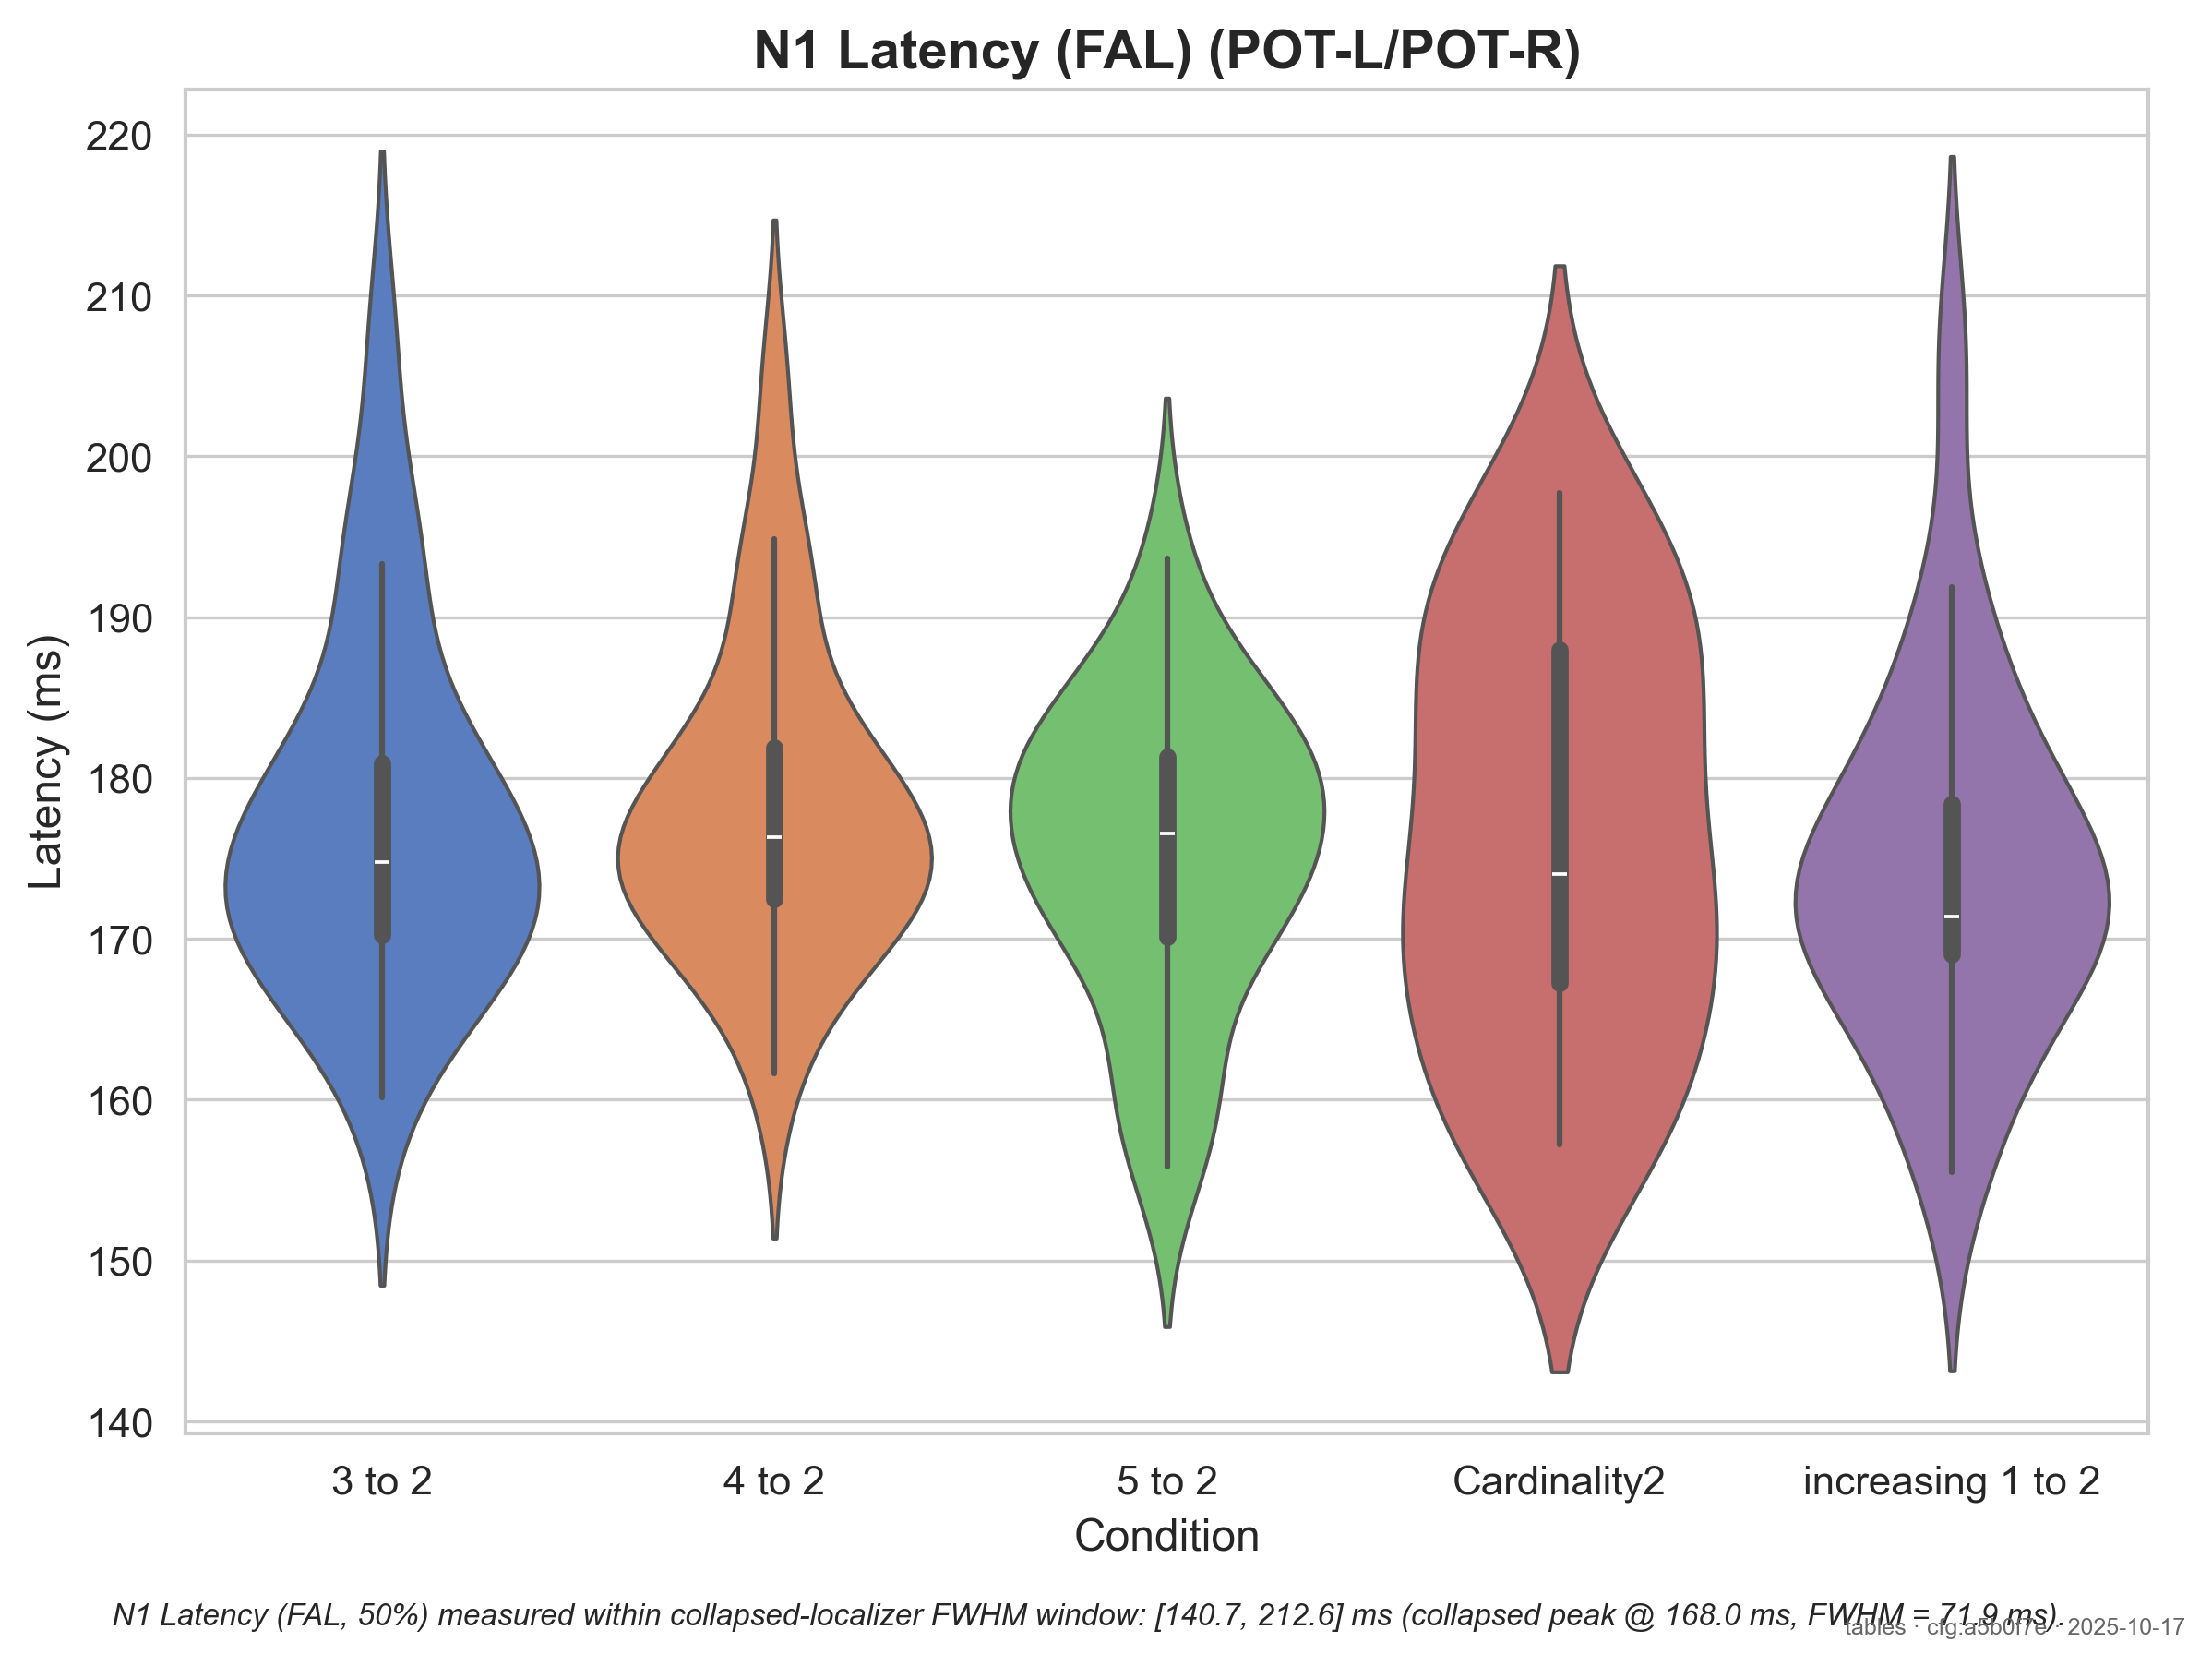 N1 Latency (FAL) (POT-L/POT-R)
220
210
200
190
180
170
160
150
140
Latency (ms)
3 to 2
4 to 2
5 to 2
Cardinality2
increasing 1 to 2
Condition
N1 Latency (FAL, 50%) measured within collapsed-localizer FWHM window: [140.7, 212.6] ms (collapsed peak @ 168.0 ms, FWHM = 71.9 ms).
tables · cfg:a5b0f7e · 2025-10-17